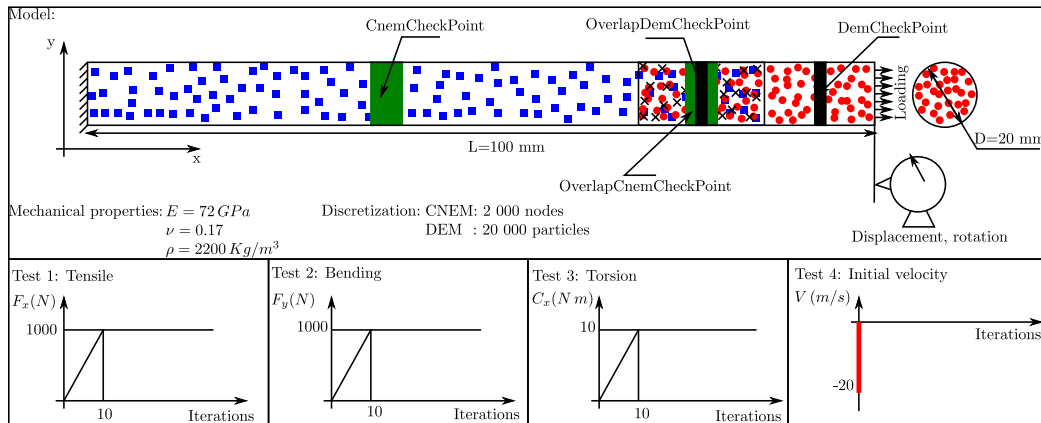 Model:
CnemCheckPoint
OverlapDemCheckPoint
DemCheckPoint
y
Loading
x
L=100 mm
D=20 mm
OverlapCnemCheckPoint
Mechanical properties: E = 72 GPa
ν = 0.17
ρ = 2200 Kg/m³
Discretization: CNEM: 2 000 nodes
DEM : 20 000 particles
Displacement, rotation
Test 1: Tensile
Fx(N)
1000
10
Iterations
Test 2: Bending
Fy(N)
1000
10
Iterations
Test 3: Torsion
Cx(N m)
10
10
Iterations
Test 4: Initial velocity
V (m/s)
Iterations
-20